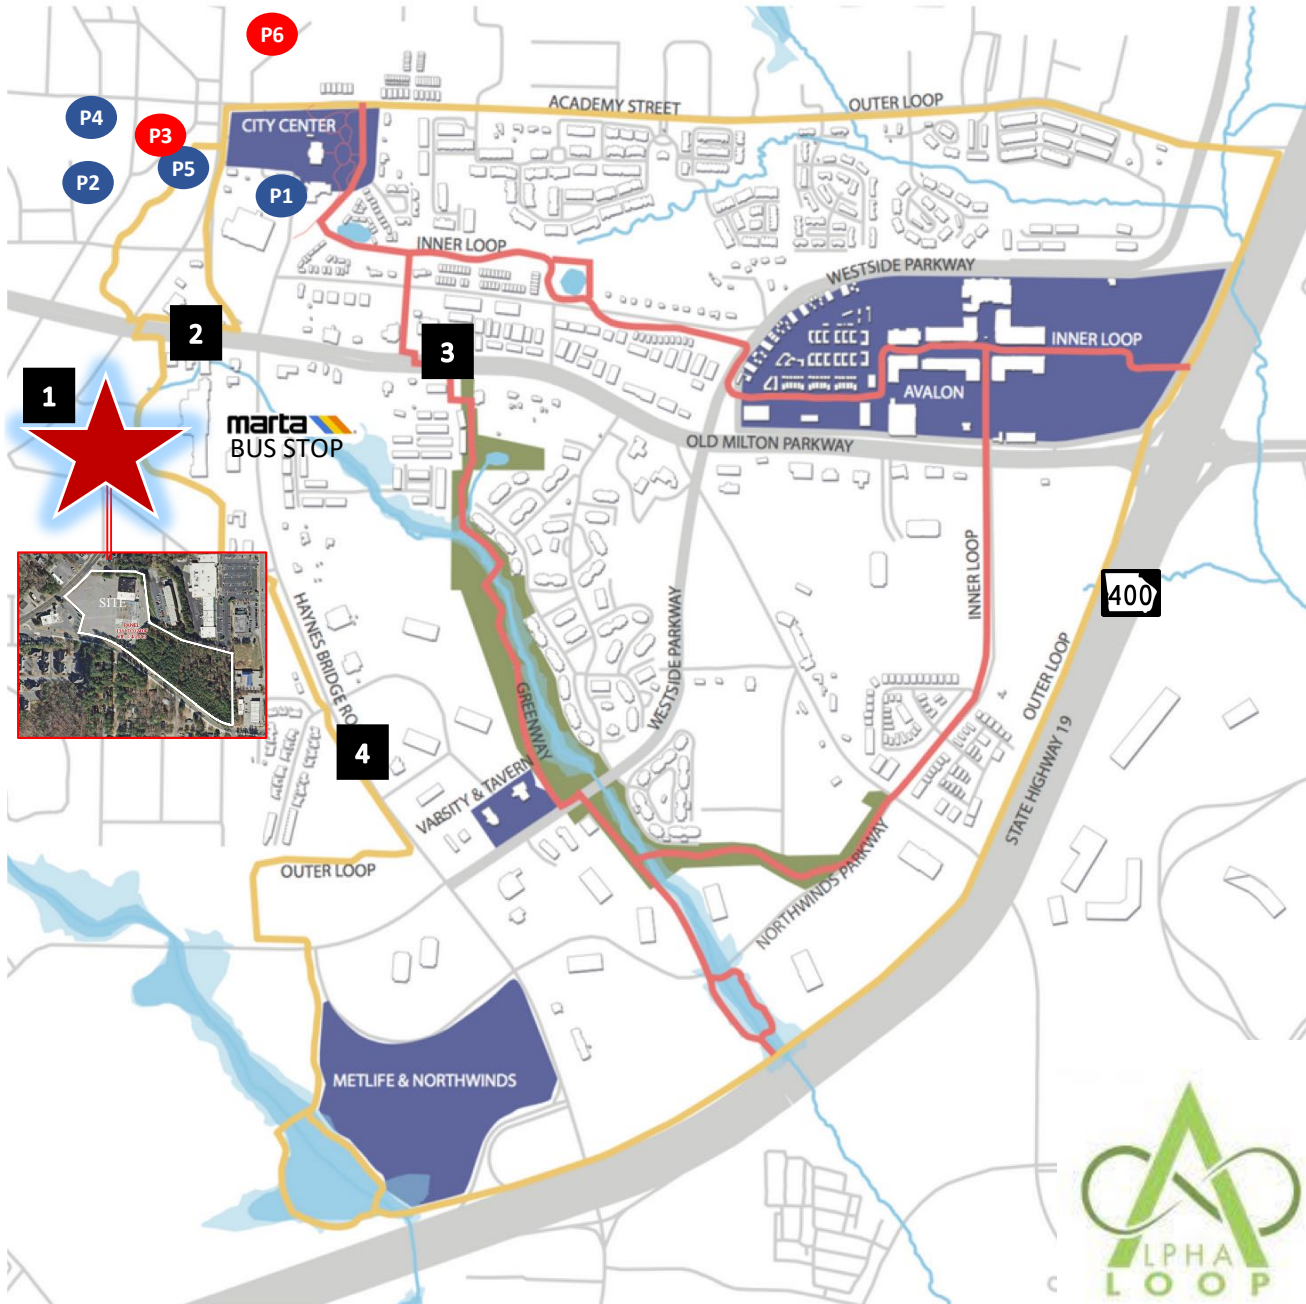 P6
ACADEMY STREET
OUTER LOOP
P4
CITY CENTER
P3
P5
P2
P1
INNER LOOP
WESTSIDE PARKWAY
2
INNER LOOP
3
1
AVALON
marta
BUS STOP
OLD MILTON PARKWAY
INNER LOOP
400
SITE
HAYNES BRIDGE RO
WESTSIDE PARKWAY
OUTER LOOP
GREENWAY
STATE HIGHWAY 19
4
VABSITY & TAVERN
NORTHWINDS PARKWAY
OUTER LOOP
METLIFE & NORTHWINDS
LPHA
LOOP